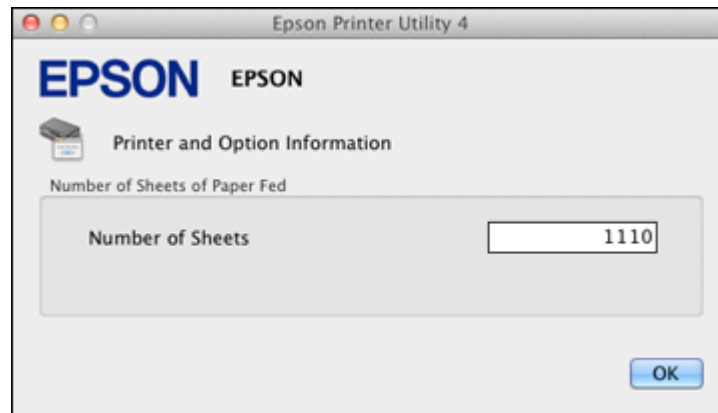 Epson Printer Utility 4
EPSON EPSON
Printer and Option Information
Number of Sheets of Paper Fed
Number of Sheets 1110
OK